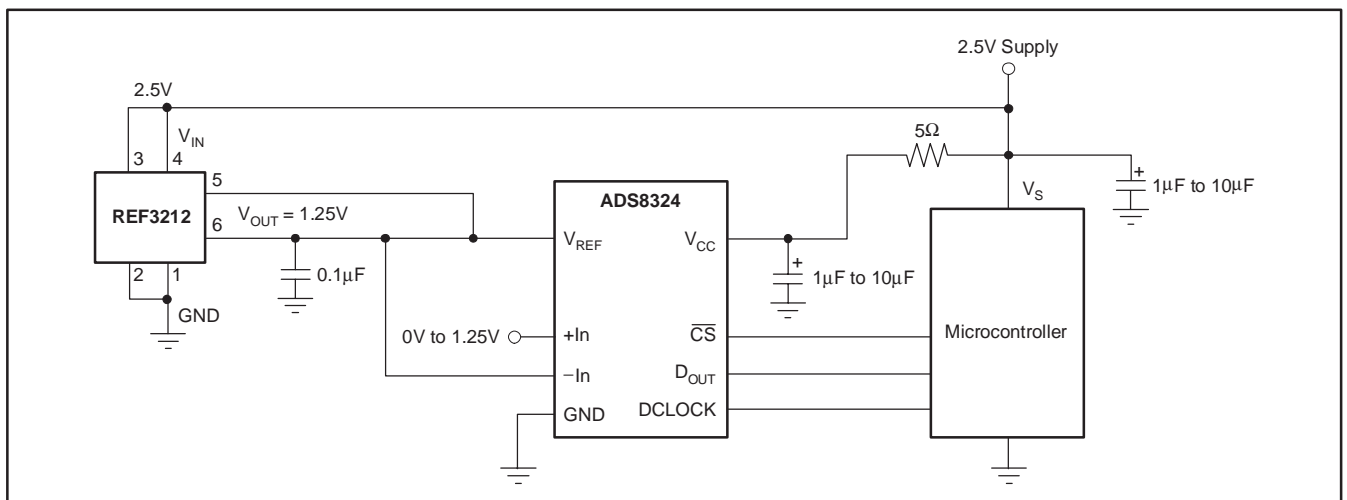 2.5V Supply
2.5V
V_IN
3 4
5Ω
REF3212
5
6
V_OUT = 1.25V
0.1μF
2 1
GND
ADS8324
V_REF
V_CC
+
1μF to 10μF
0V to 1.25V
+In
−In
GND
C̅S̅
D_OUT
DCLOCK
V_S
+
1μF to 10μF
Microcontroller